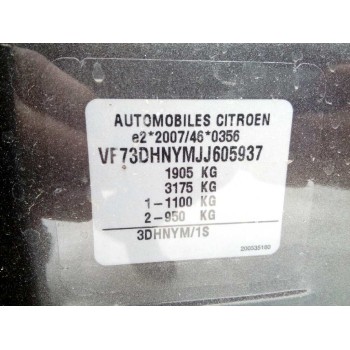 AUTOMOBILES CITROEN
e2*2007/46*0356
VF73DHNYMJJ605937
1905 KG
3175 KG
1-1100 KG
2-950 KG
3DHNYM/1S